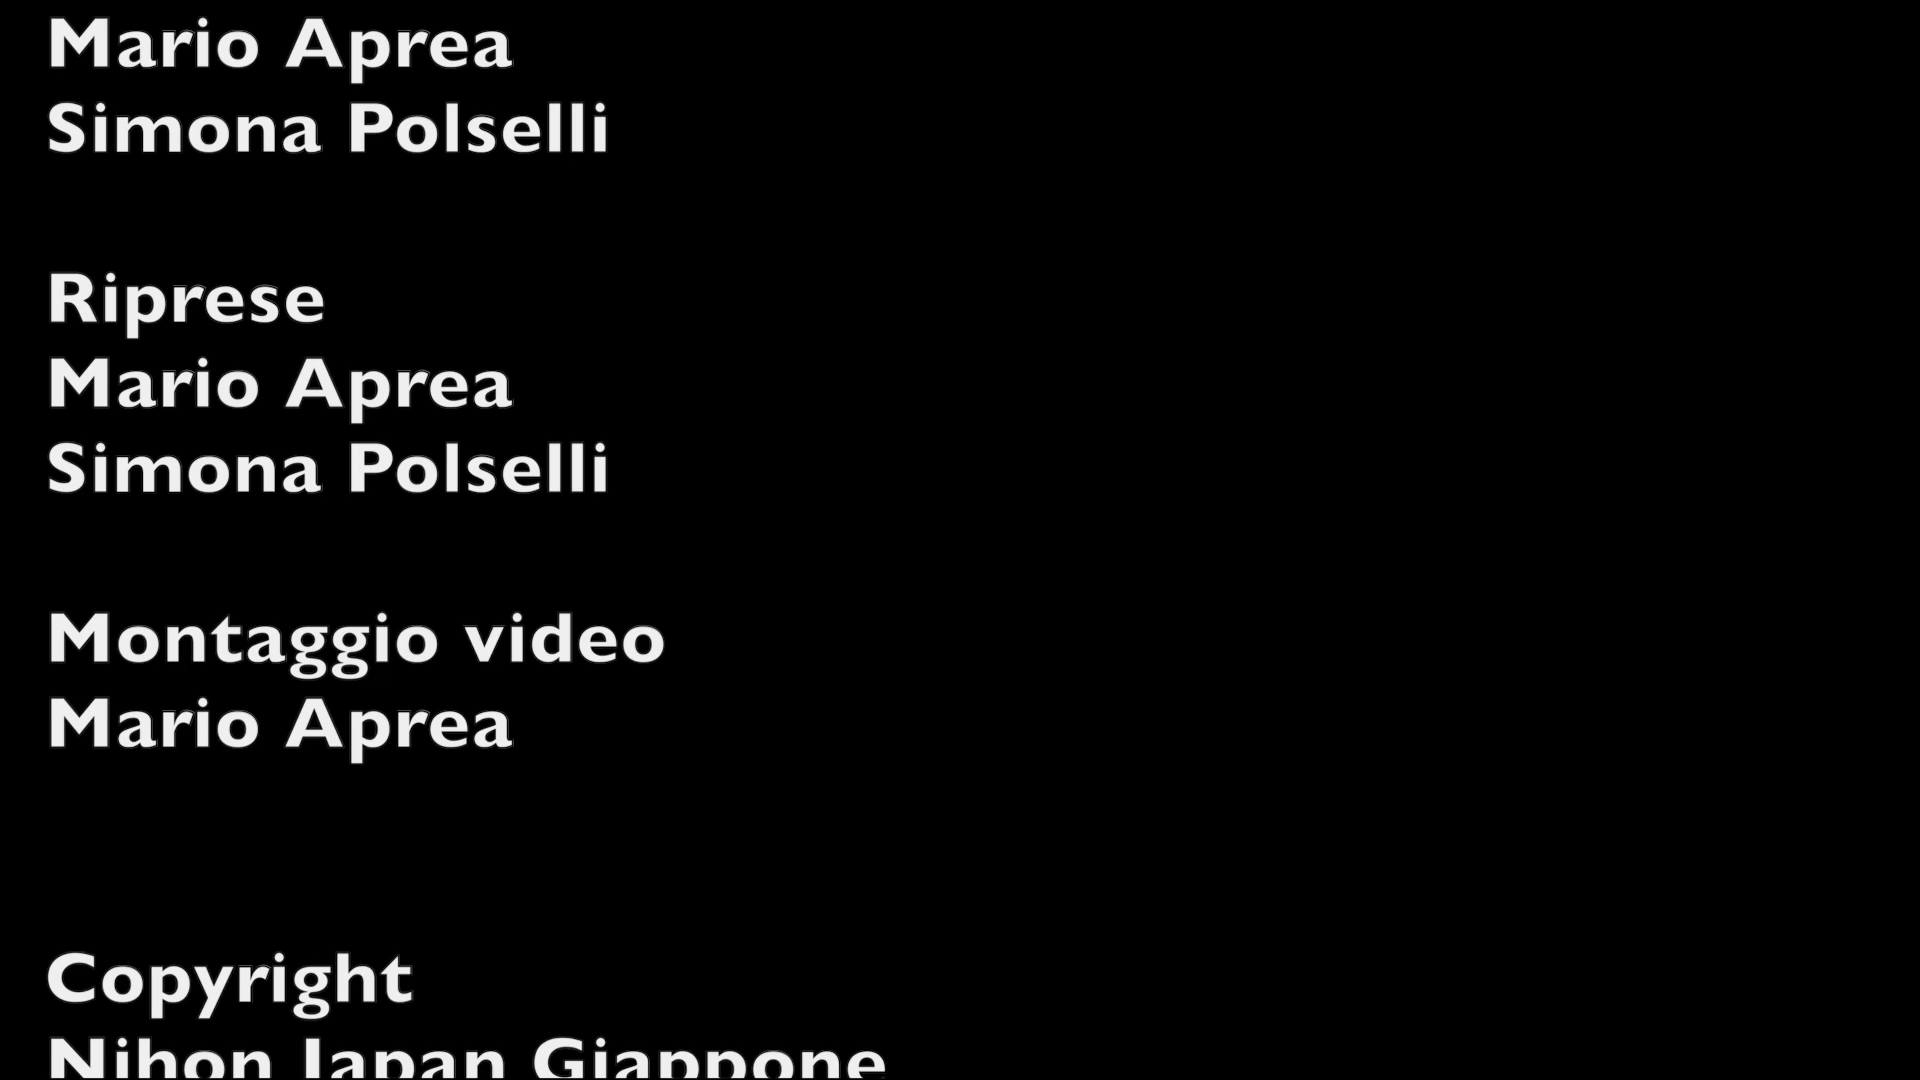 Mario Aprea
Simona Polselli
Riprese
Mario Aprea
Simona Polselli
Montaggio video
Mario Aprea
Copyright
Nihon Japan Giappone